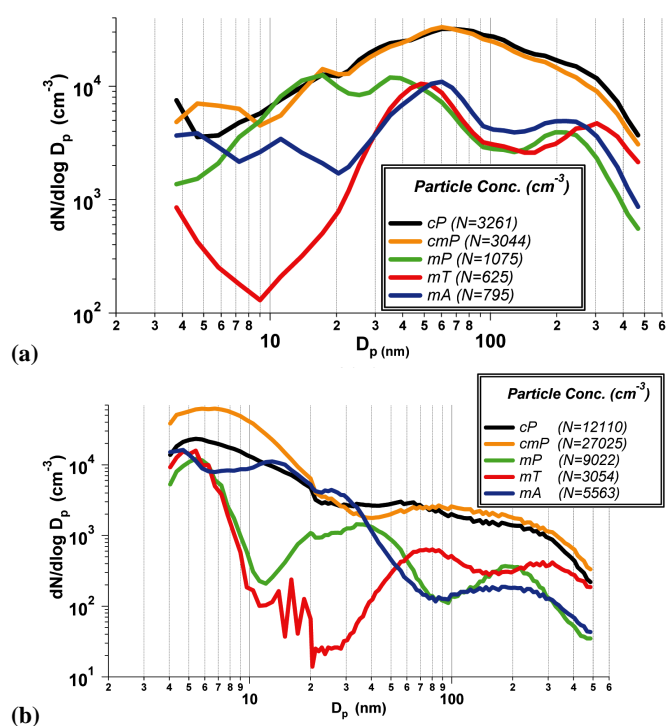 (a)
dN/dlog Dp (cm-3)
10^4
10^3
10^2
Particle Conc. (cm-3)
cP (N=3261)
cmP (N=3044)
mP (N=1075)
mT (N=625)
mA (N=795)
2 3 4 5 6 7 8 10 2 3 4 5 6 7 8 100 2 3 4 5 6
Dp (nm)
(b)
dN/dlog Dp (cm-3)
10^4
10^3
10^2
10^1
Particle Conc. (cm-3)
cP (N=12110)
cmP (N=27025)
mP (N=9022)
mT (N=3054)
mA (N=5563)
2 3 4 5 6 7 8 9 10 2 3 4 5 6 7 8 9 100 2 3 4 5 6
Dp (nm)